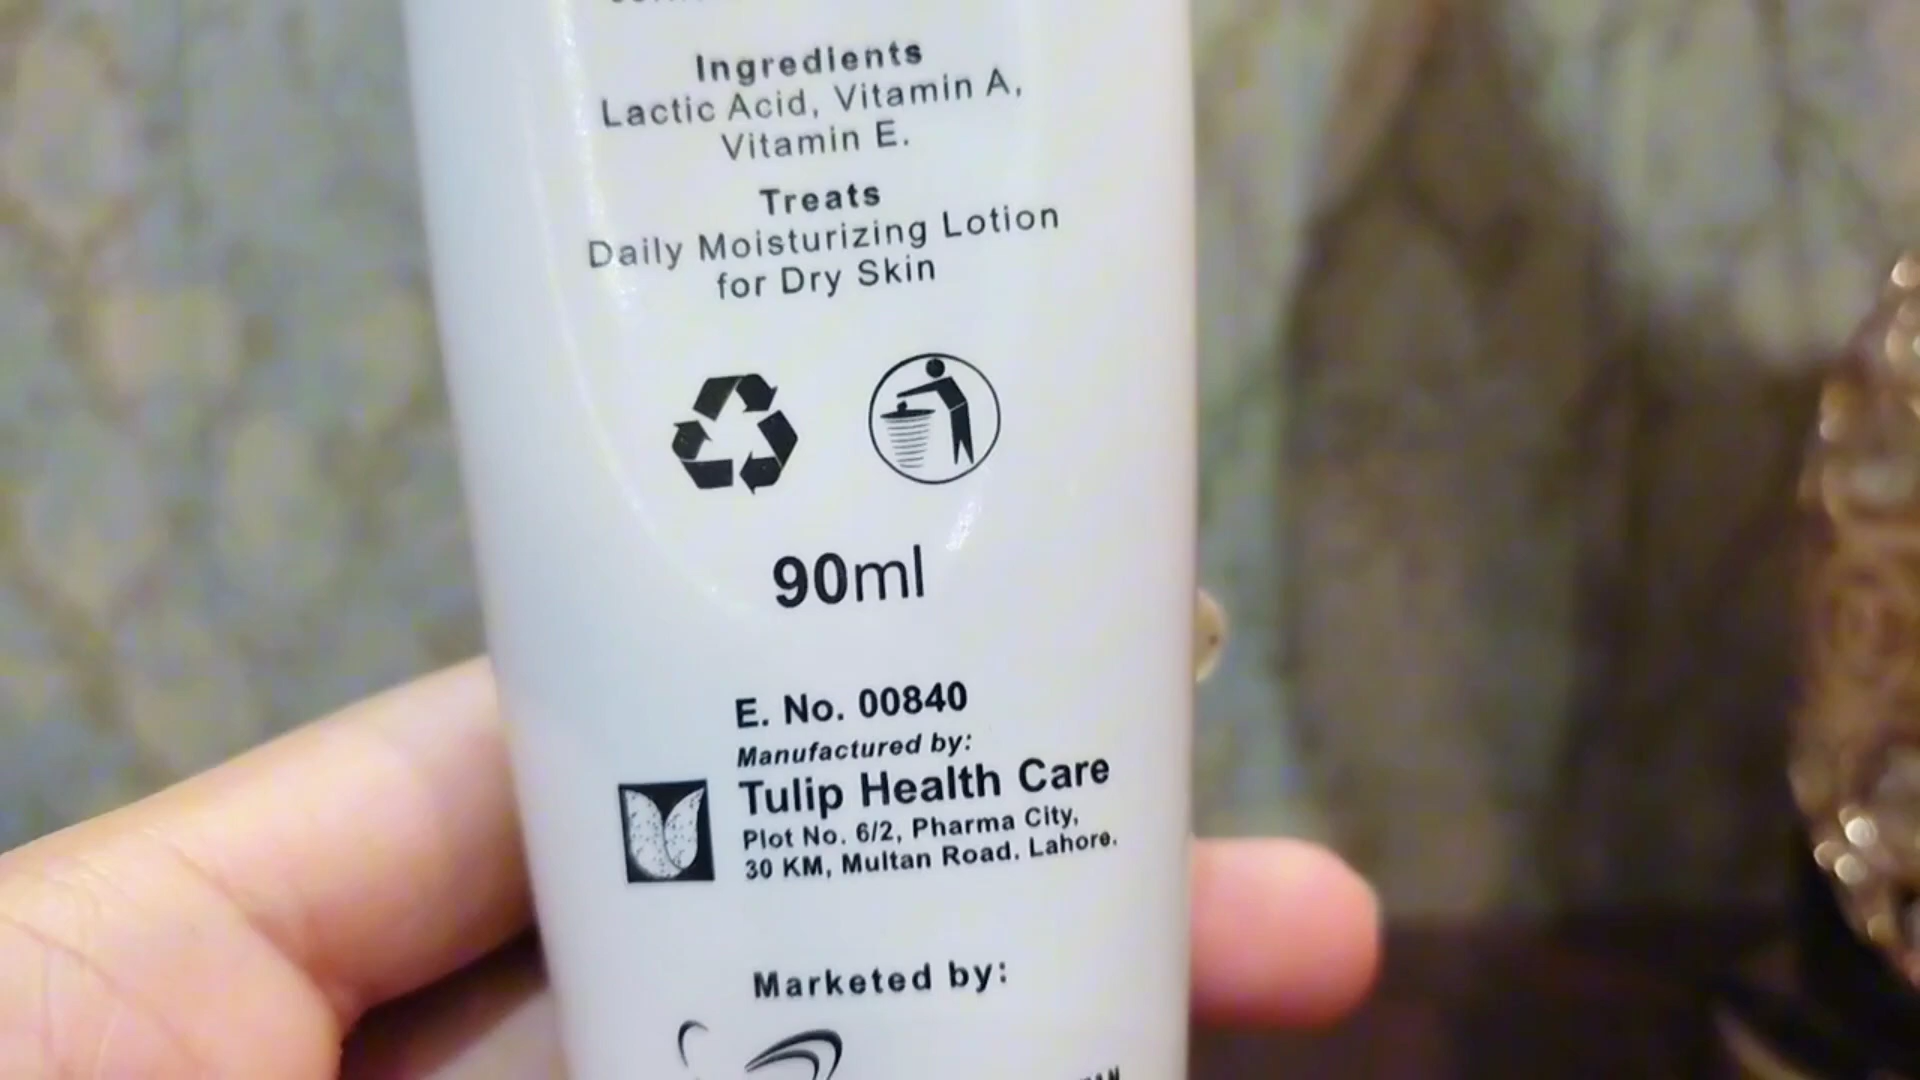 Ingredients
Lactic Acid, Vitamin A,
Vitamin E.
Treats
Daily Moisturizing Lotion
for Dry Skin
90ml
E. No. 00840
Manufactured by:
Tulip Health Care
Plot No. 6/2, Pharma City,
30 KM, Multan Road. Lahore.
Marketed by: